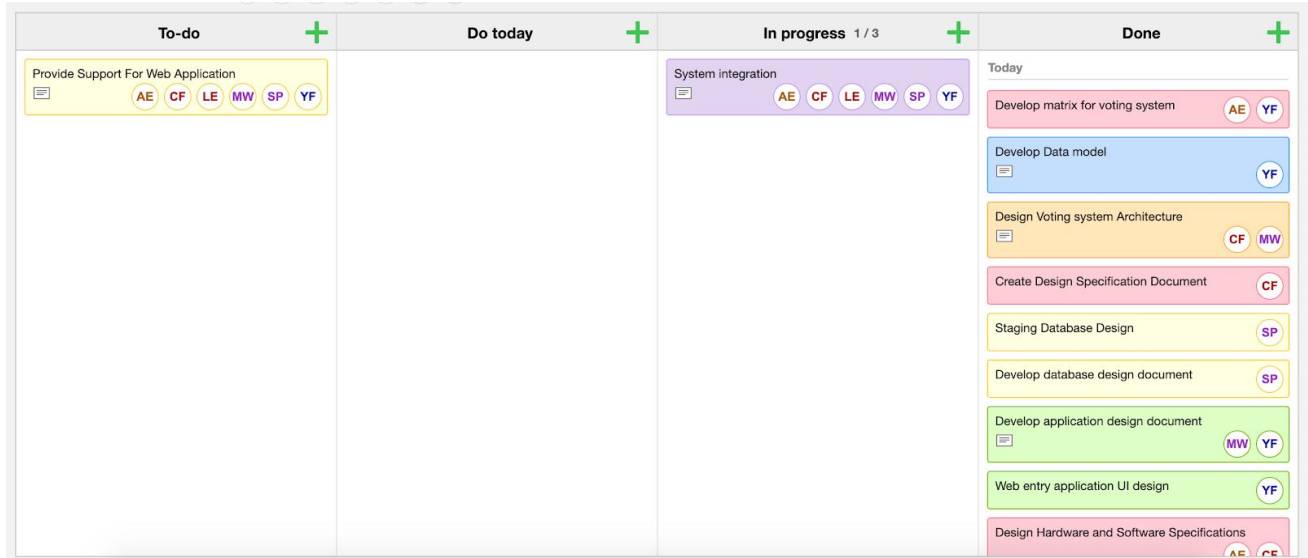 To-do
Do today
In progress 1 / 3
Done
Provide Support For Web Application
AE CF LE MW SP YF
System integration
AE CF LE MW SP YF
Today
Develop matrix for voting system
AE YF
Develop Data model
YF
Design Voting system Architecture
CF MW
Create Design Specification Document
CF
Staging Database Design
SP
Develop database design document
SP
Develop application design document
MW YF
Web entry application UI design
YF
Design Hardware and Software Specifications
AE CF